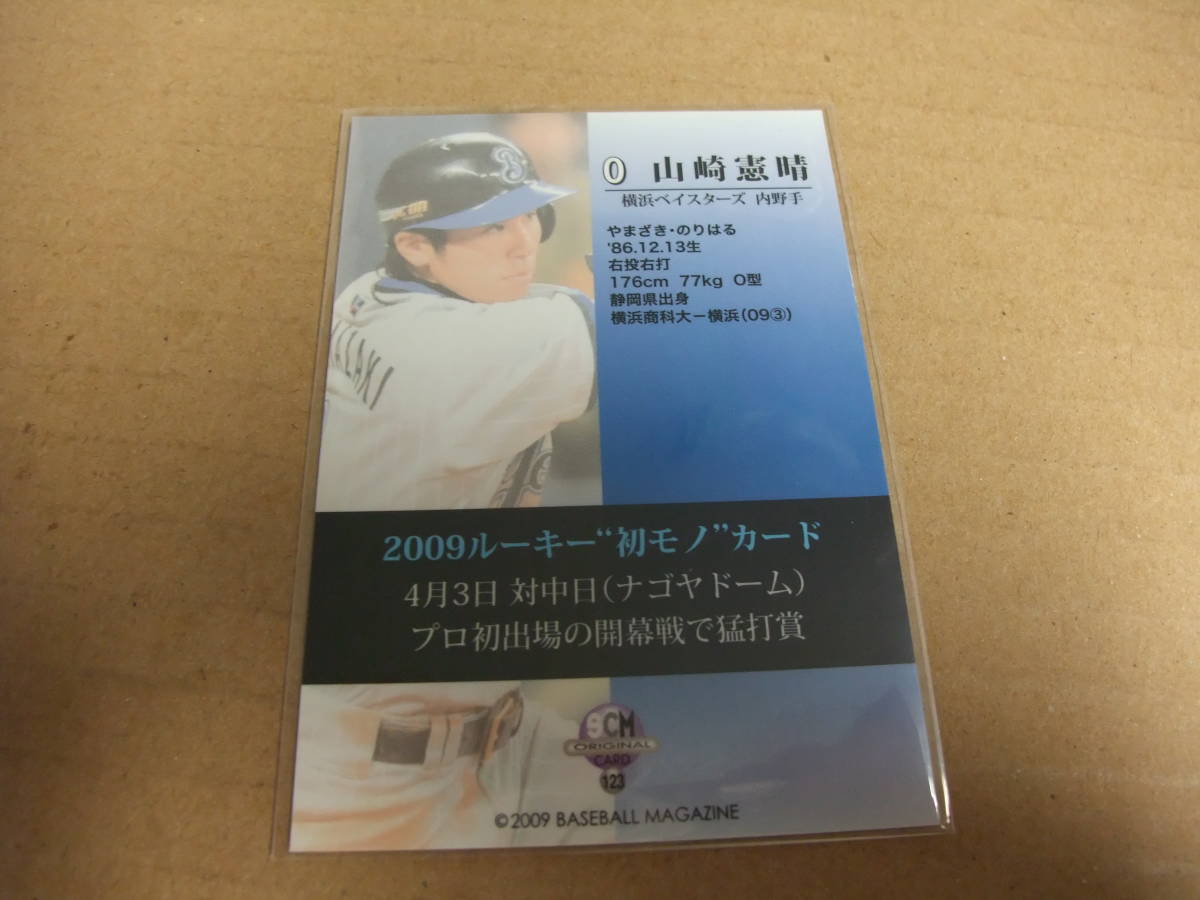 0 山崎憲晴
横浜ベイスターズ 内野手
やまざき・のりはる
'86.12.13生
右投右打
176cm 77kg O型
静岡県出身
横浜商科大－横浜(09③)
2009ルーキー“初モノ”カード
4月3日 対中日(ナゴヤドーム)
プロ初出場の開幕戦で猛打賞
SCM
ORIGINAL
CARD
123
©2009 BASEBALL MAGAZINE